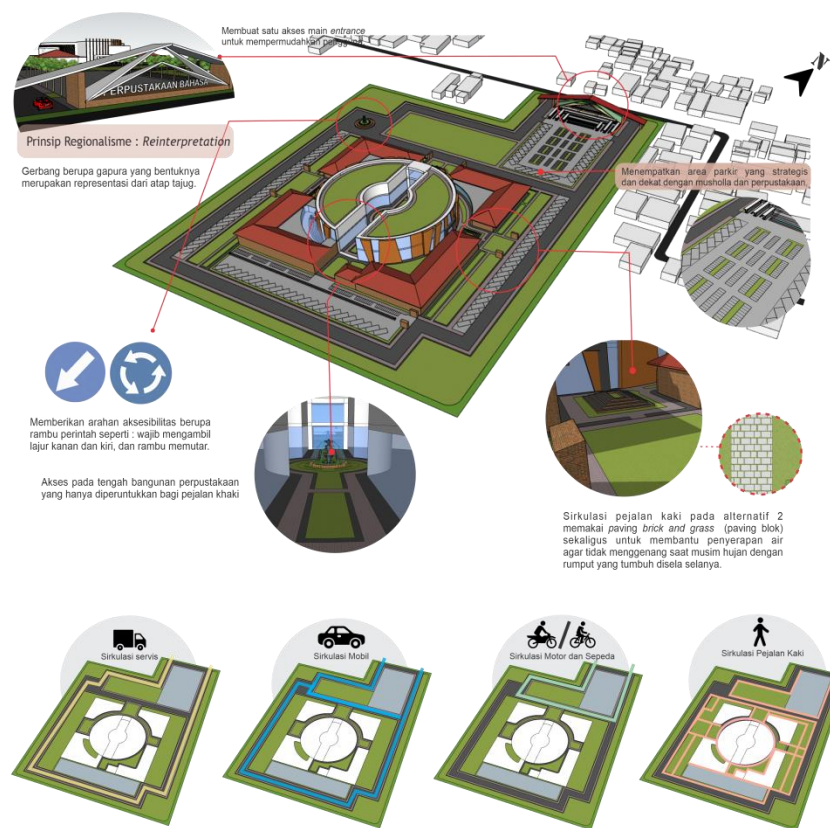 Membuat satu akses main entrance
untuk mempermudahkan pengguna.
PERPUSTAKAAN BAHASA
N
Prinsip Regionalisme : Reinterpretation
Gerbang berupa gapura yang bentuknya
merupakan representasi dari atap tajug.
Menempatkan area parkir yang strategis
dan dekat dengan musholla dan perpustakaan.
Memberikan arahan aksesibilitas berupa
rambu perintah seperti : wajib mengambil
lajur kanan dan kiri, dan rambu memutar.
Akses pada tengah bangunan perpustakaan
yang hanya diperuntukkan bagi pejalan khaki
Sirkulasi pejalan kaki pada alternatif 2
memakai paving brick and grass (paving blok)
sekaligus untuk membantu penyerapan air
agar tidak menggenang saat musim hujan dengan
rumput yang tumbuh disela selanya.
Sirkulasi servis
Sirkulasi Mobil
Sirkulasi Motor dan Sepeda
Sirkulasi Pejalan Kaki